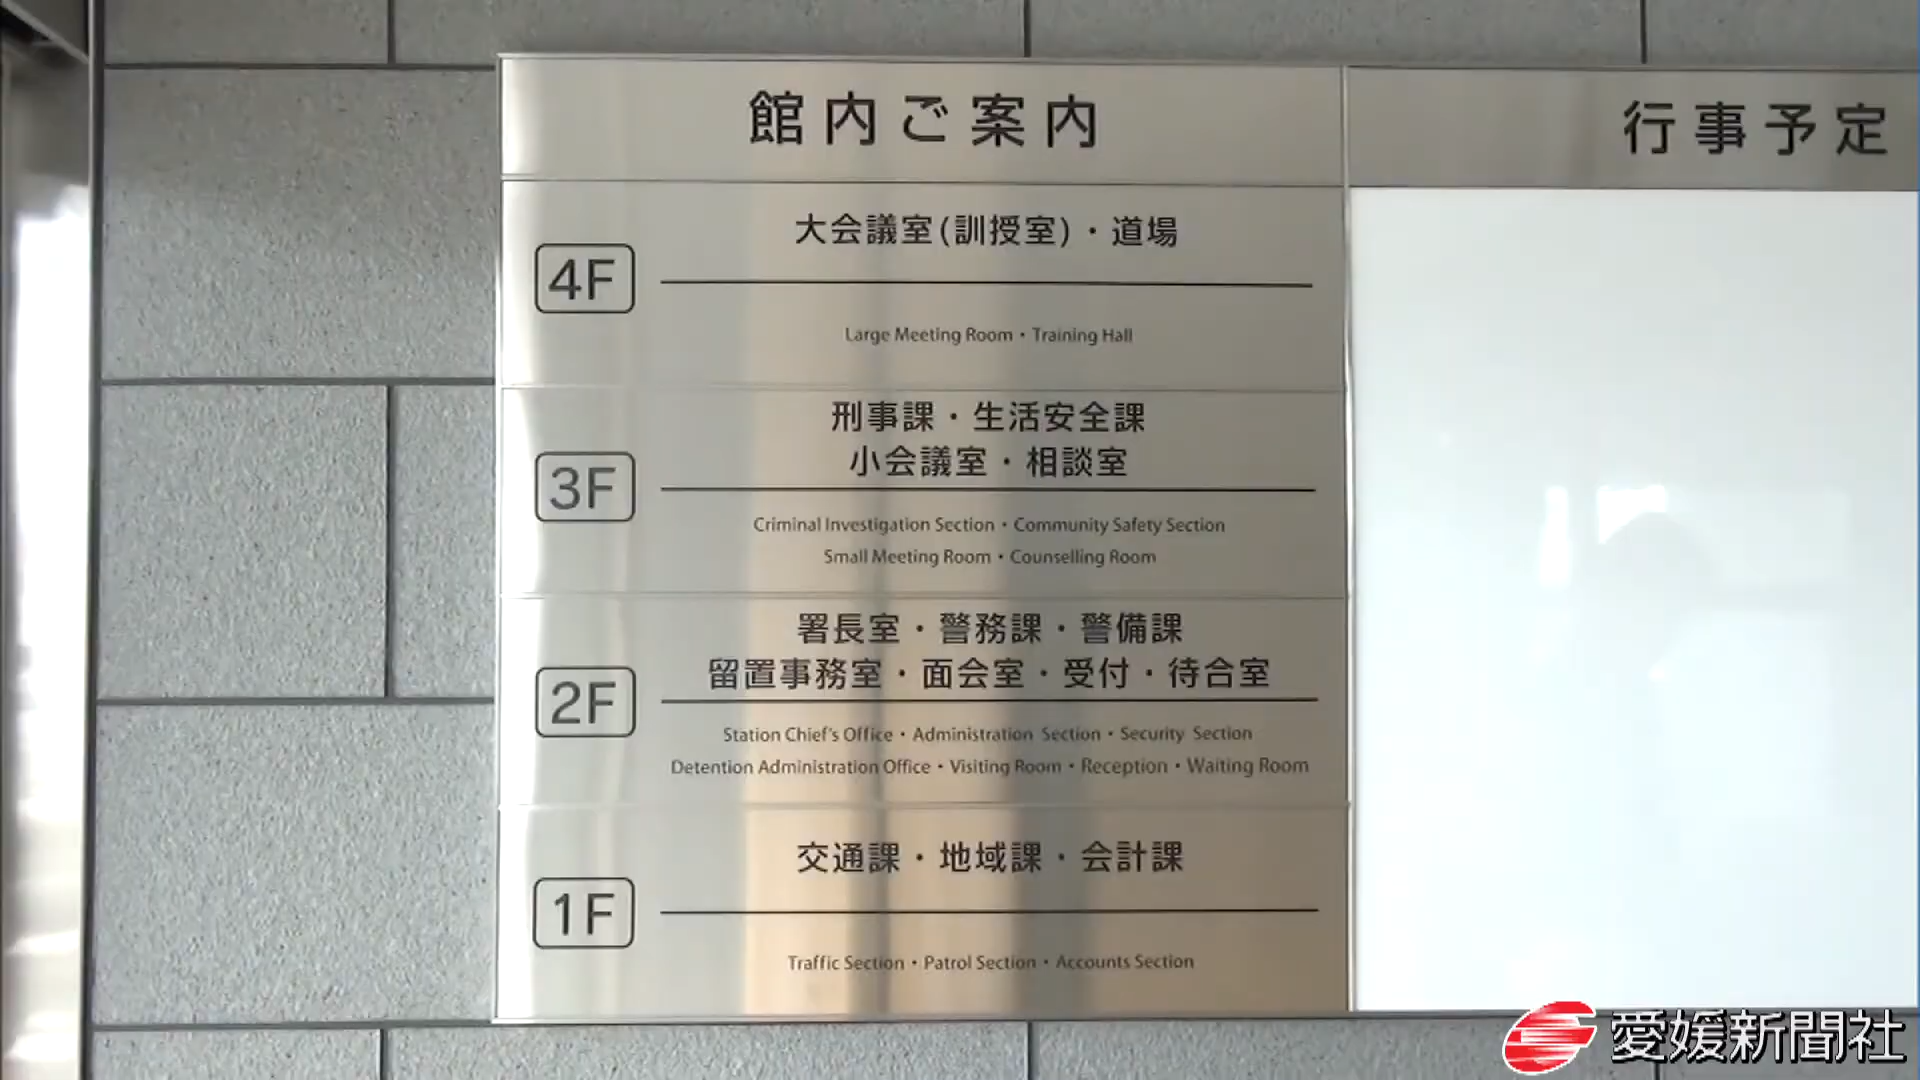 館内ご案内
行事予定
4F
大会議室(訓授室)・道場
Large Meeting Room・Training Hall
3F
刑事課・生活安全課
小会議室・相談室
Criminal Investigation Section・Community Safety Section
Small Meeting Room・Counselling Room
2F
署長室・警務課・警備課
留置事務室・面会室・受付・待合室
Station Chief's Office・Administration Section・Security Section
Detention Administration Office・Visiting Room・Reception・Waiting Room
1F
交通課・地域課・会計課
Traffic Section・Patrol Section・Accounts Section
愛媛新聞社